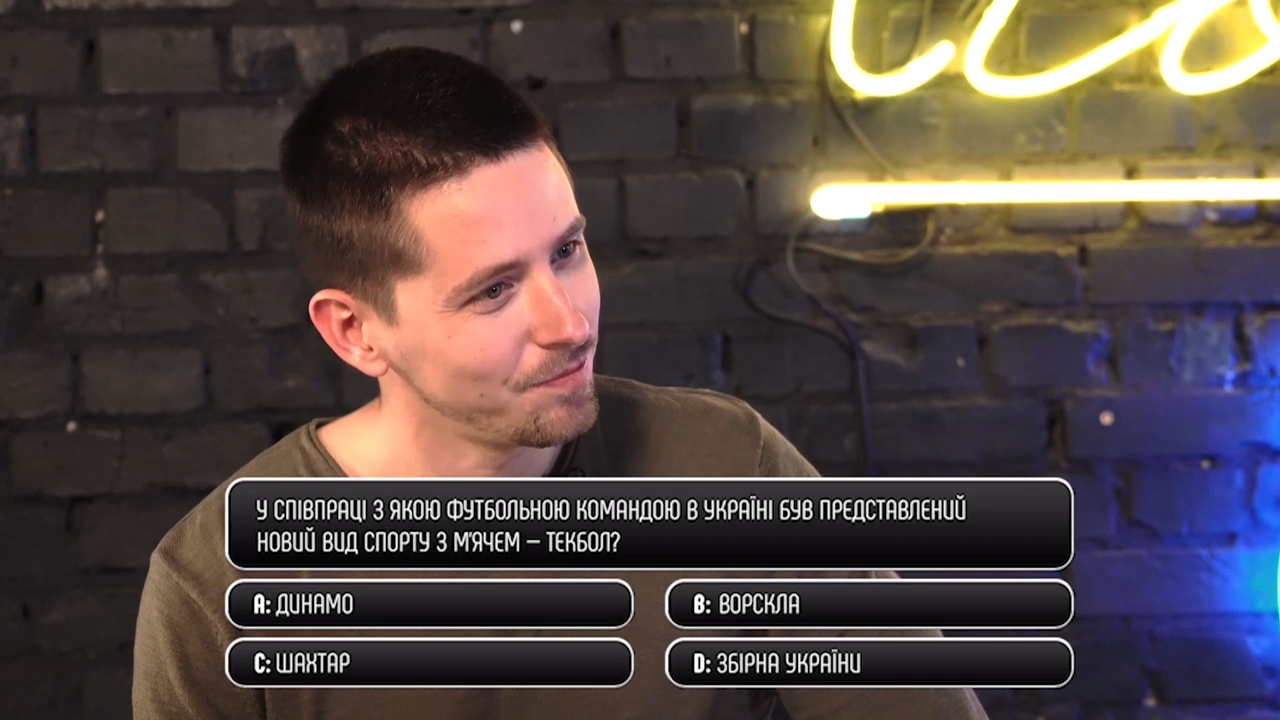 У СПІВПРАЦІ З ЯКОЮ ФУТБОЛЬНОЮ КОМАНДОЮ В УКРАЇНІ БУВ ПРЕДСТАВЛЕНИЙ
НОВИЙ ВИД СПОРТУ З М'ЯЧЕМ – ТЕКБОЛ?
A: ДИНАМО
B: ВОРСКЛА
C: ШАХТАР
D: ЗБІРНА УКРАЇНИ